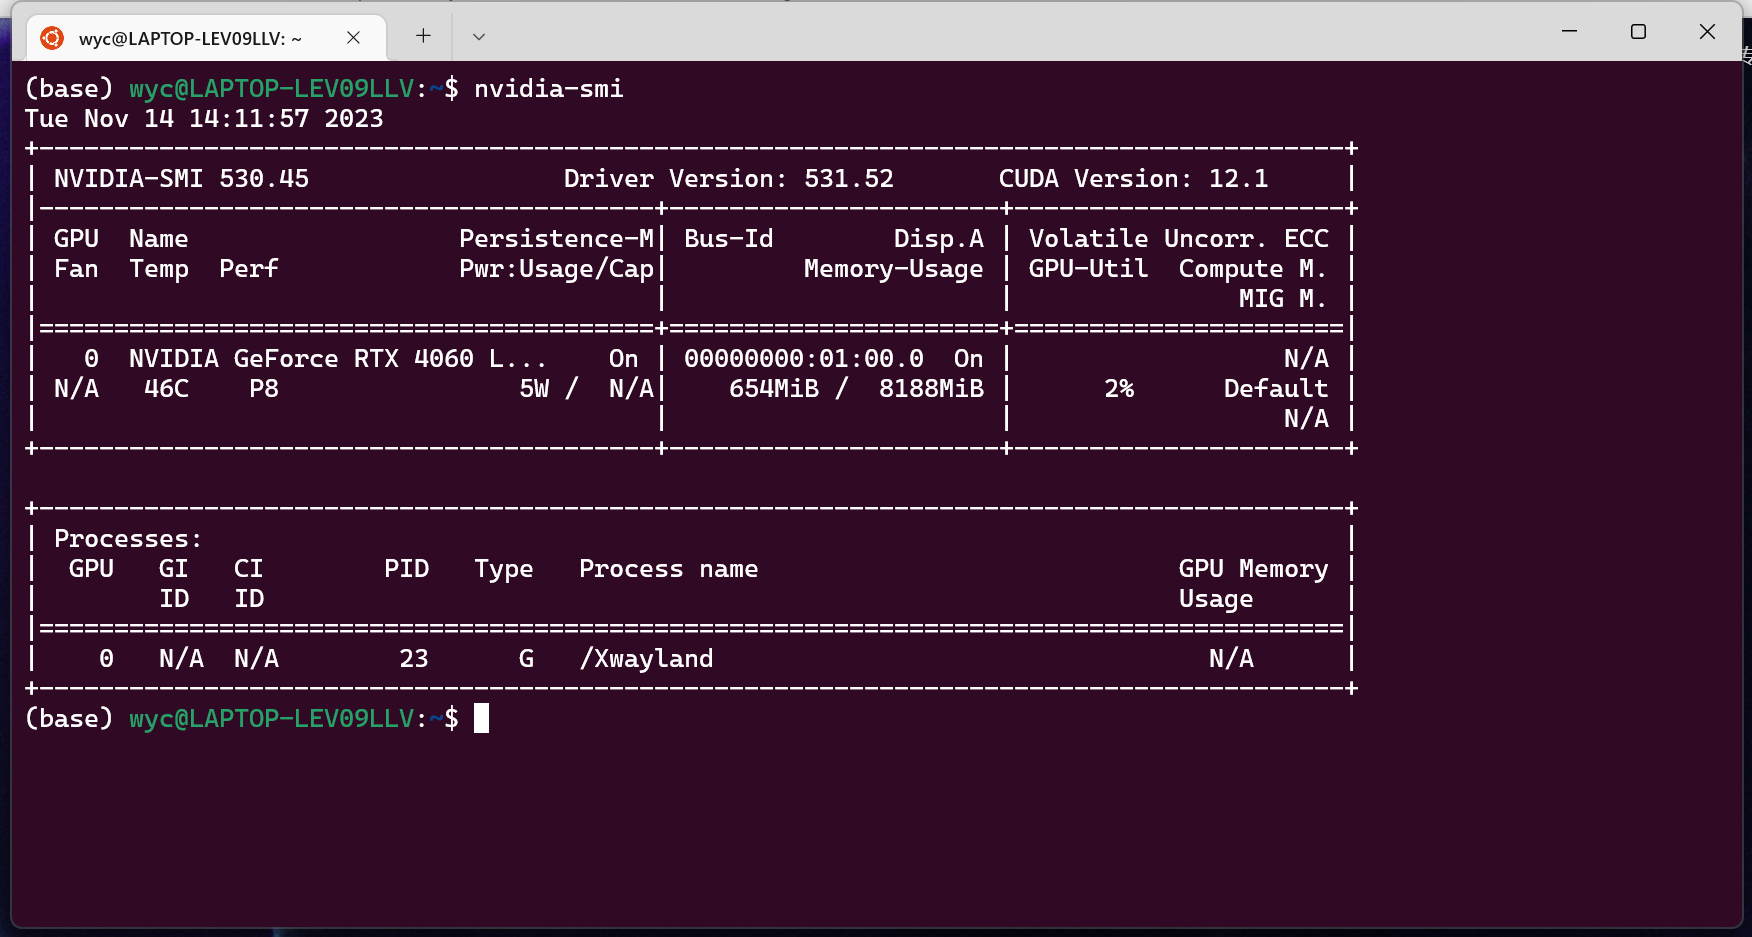 wyc@LAPTOP-LEV09LLV: ~
(base) wyc@LAPTOP-LEV09LLV:~$ nvidia-smi
Tue Nov 14 14:11:57 2023
+---------------------------------------------------------------------------------------+
| NVIDIA-SMI 530.45                 Driver Version: 531.52       CUDA Version: 12.1     |
|-----------------------------------------+----------------------+----------------------+
| GPU  Name                  Persistence-M| Bus-Id        Disp.A | Volatile Uncorr. ECC |
| Fan  Temp  Perf            Pwr:Usage/Cap|         Memory-Usage | GPU-Util  Compute M. |
|                                         |                      |               MIG M. |
|=========================================+======================+======================|
|   0  NVIDIA GeForce RTX 4060 L...    On | 00000000:01:00.0  On |                  N/A |
| N/A   46C    P8                5W /  N/A|    654MiB /  8188MiB |      2%      Default |
|                                         |                      |                  N/A |
+-----------------------------------------+----------------------+----------------------+
+---------------------------------------------------------------------------------------+
| Processes:                                                                            |
|  GPU   GI   CI        PID   Type   Process name                            GPU Memory |
|        ID   ID                                                             Usage      |
|=======================================================================================|
|    0   N/A  N/A        23      G   /Xwayland                                 N/A      |
+---------------------------------------------------------------------------------------+
(base) wyc@LAPTOP-LEV09LLV:~$